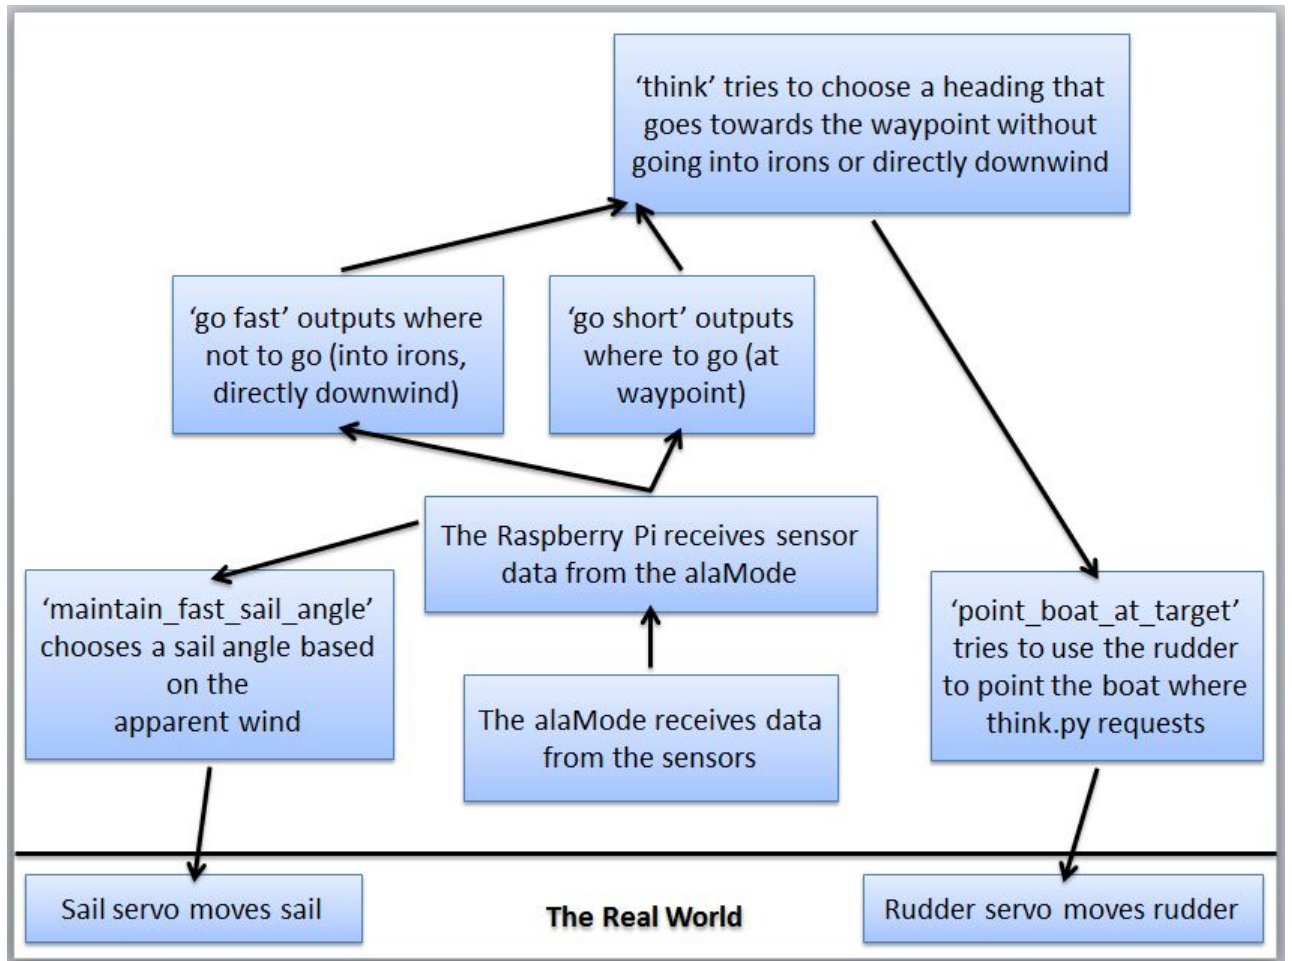 ‘think’ tries to choose a heading that
goes towards the waypoint without
going into irons or directly downwind
‘go fast’ outputs where
not to go (into irons,
directly downwind)
‘go short’ outputs
where to go (at
waypoint)
The Raspberry Pi receives sensor
data from the alaMode
‘maintain_fast_sail_angle’
chooses a sail angle based
on the
apparent wind
The alaMode receives data
from the sensors
‘point_boat_at_target’
tries to use the rudder
to point the boat where
think.py requests
Sail servo moves sail
The Real World
Rudder servo moves rudder